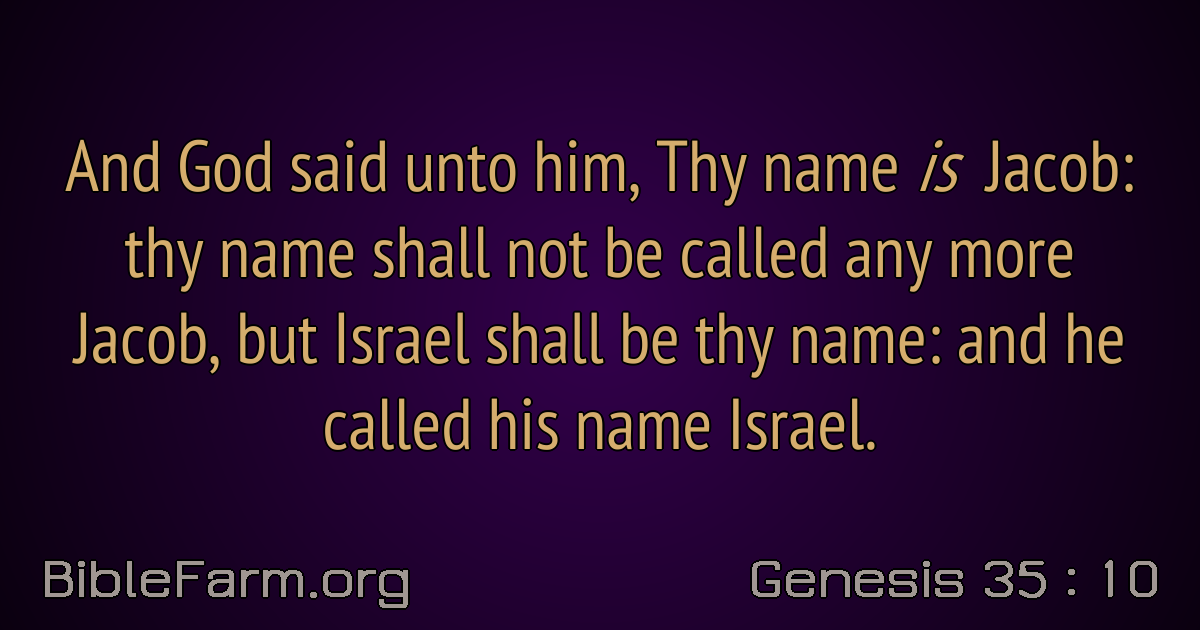 And God said unto him, Thy name is Jacob:
thy name shall not be called any more
Jacob, but Israel shall be thy name: and he
called his name Israel.
BibleFarm.org
Genesis 35 : 10